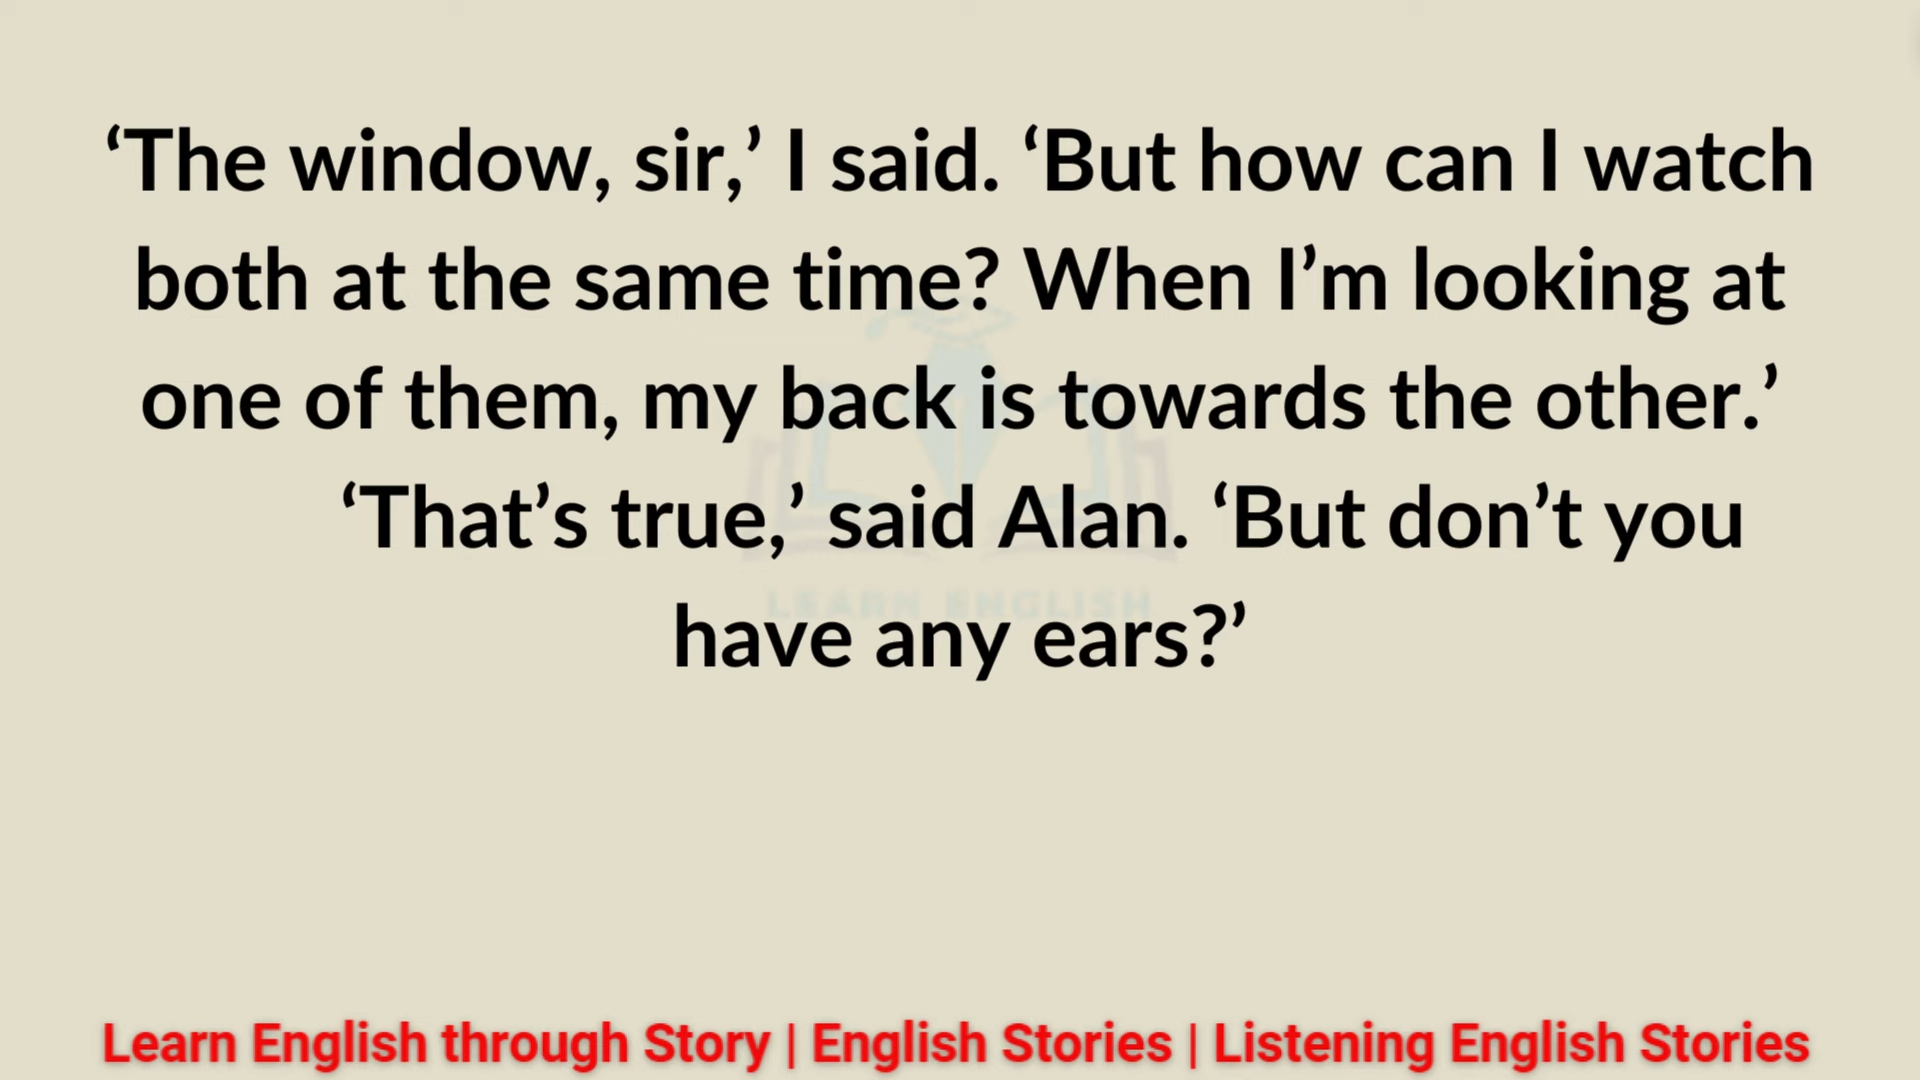 ‘The window, sir,’ I said. ‘But how can I watch
both at the same time? When I’m looking at
one of them, my back is towards the other.’
‘That’s true,’ said Alan. ‘But don’t you
LEARN ENGLISH
have any ears?’
Learn English through Story | English Stories | Listening English Stories